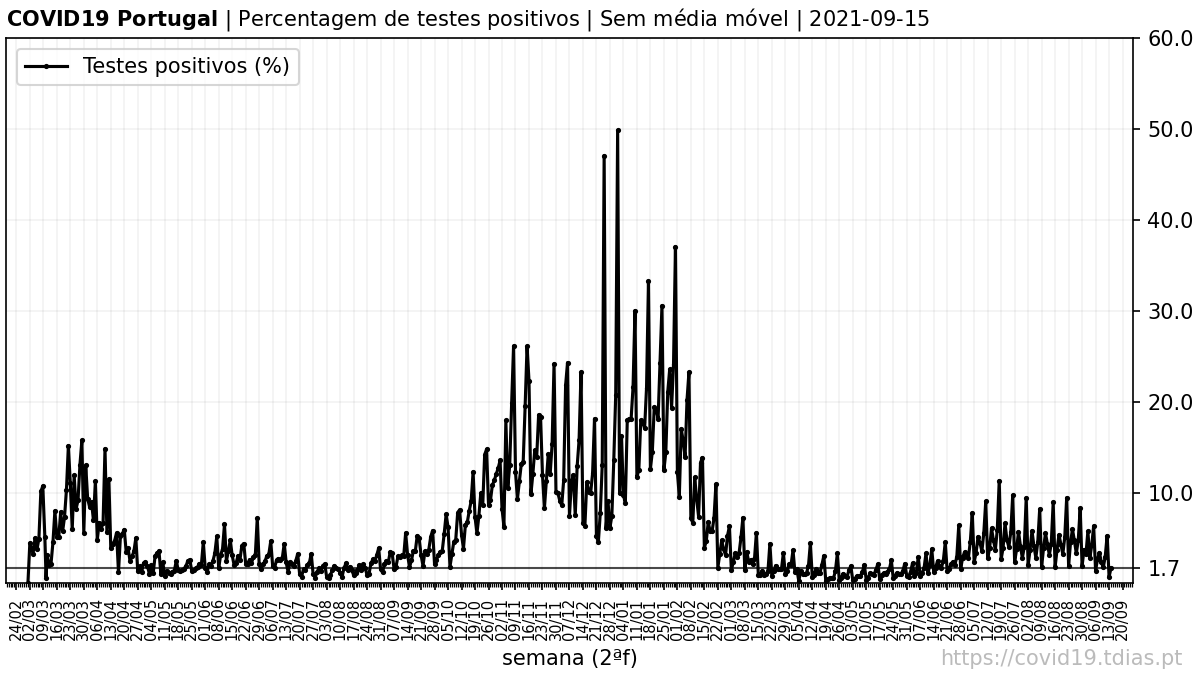 COVID19 Portugal | Percentagem de testes positivos | Sem média móvel | 2021-09-15
Testes positivos (%)
60.0
50.0
40.0
30.0
20.0
10.0
1.7
24/02 02/03 09/03 16/03 23/03 30/03 06/04 13/04 20/04 27/04 04/05 11/05 18/05 25/05 01/06 08/06 15/06 22/06 29/06 06/07 13/07 20/07 27/07 03/08 10/08 17/08 24/08 31/08 07/09 14/09 21/09 28/09 05/10 12/10 19/10 26/10 02/11 09/11 16/11 23/11 30/11 07/12 14/12 21/12 28/12 04/01 11/01 18/01 25/01 01/02 08/02 15/02 22/02 01/03 08/03 15/03 22/03 29/03 05/04 12/04 19/04 26/04 03/05 10/05 17/05 24/05 31/05 07/06 14/06 21/06 28/06 05/07 12/07 19/07 26/07 02/08 09/08 16/08 23/08 30/08 06/09 13/09 20/09
semana (2ªf)
https://covid19.tdias.pt